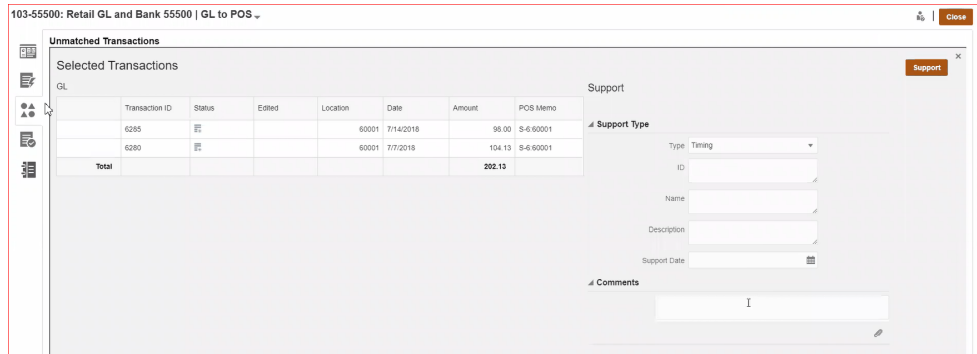 103-55500: Retail GL and Bank 55500 | GL to POS
Close
Unmatched Transactions
Selected Transactions
Support
GL
Support
Transaction ID Status Edited Location Date Amount POS Memo
6285 60001 7/14/2018 98.00 S-6:60001
6280 60001 7/7/2018 104.13 S-6:60001
Total 202.13
Support Type
Type Timing
ID
Name
Description
Support Date
Comments